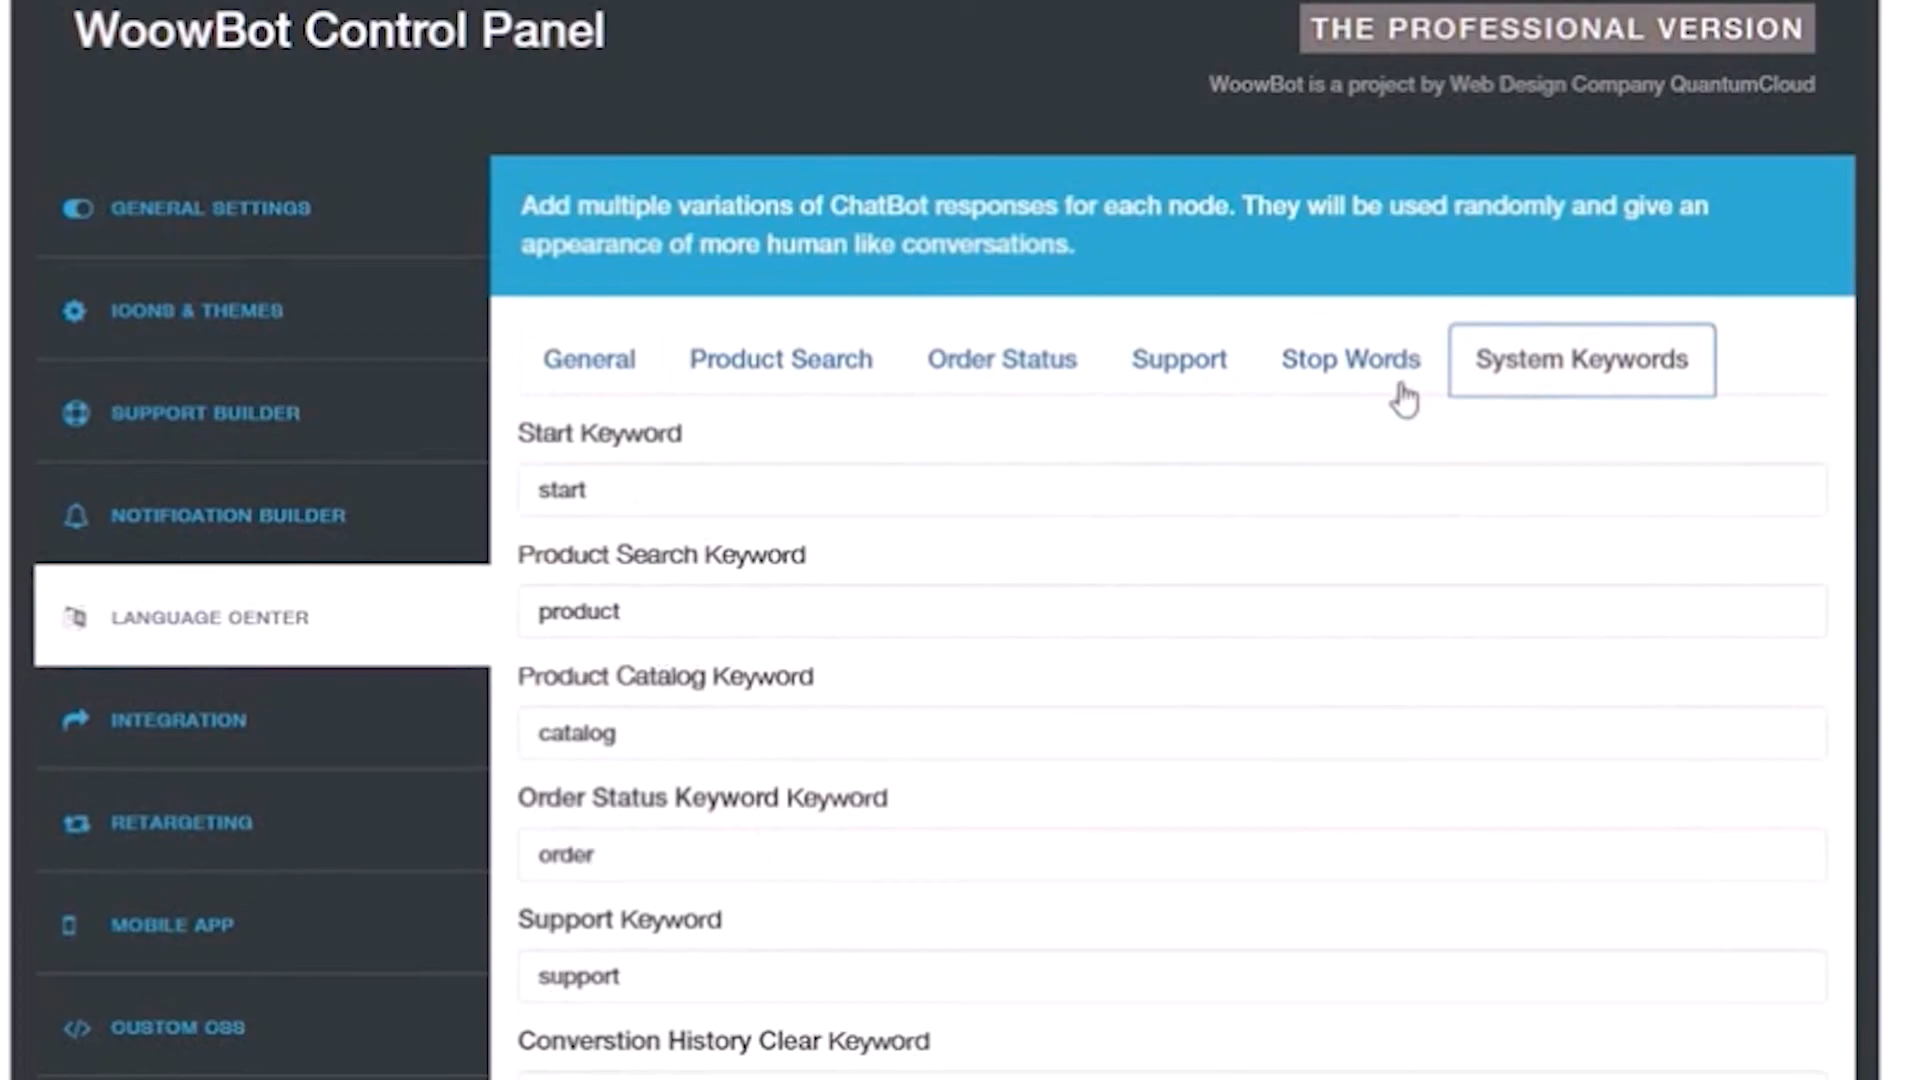 WoowBot Control Panel
THE PROFESSIONAL VERSION
WoowBot is a project by Web Design Company QuantumCloud
GENERAL SETTINGS
ICONS & THEMES
SUPPORT BUILDER
NOTIFICATION BUILDER
LANGUAGE CENTER
INTEGRATION
RETARGETING
MOBILE APP
CUSTOM CSS
Add multiple variations of ChatBot responses for each node. They will be used randomly and give an
appearance of more human like conversations.
General Product Search Order Status Support Stop Words System Keywords
Start Keyword
start
Product Search Keyword
product
Product Catalog Keyword
catalog
Order Status Keyword Keyword
order
Support Keyword
support
Converstion History Clear Keyword